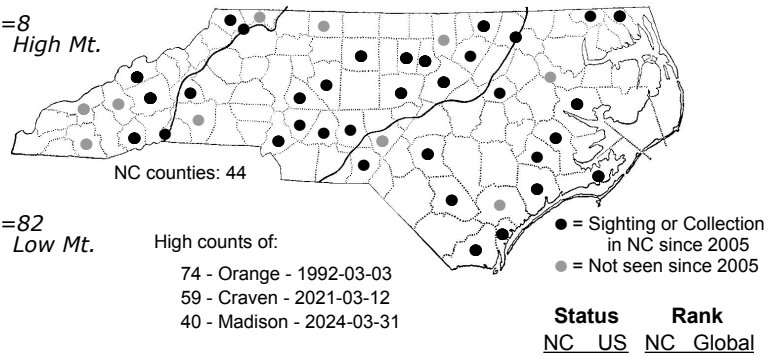 =8
High Mt.
NC counties: 44
=82
Low Mt.
High counts of:
74 - Orange - 1992-03-03
59 - Craven - 2021-03-12
40 - Madison - 2024-03-31
= Sighting or Collection
in NC since 2005
= Not seen since 2005
Status Rank
NC US NC Global